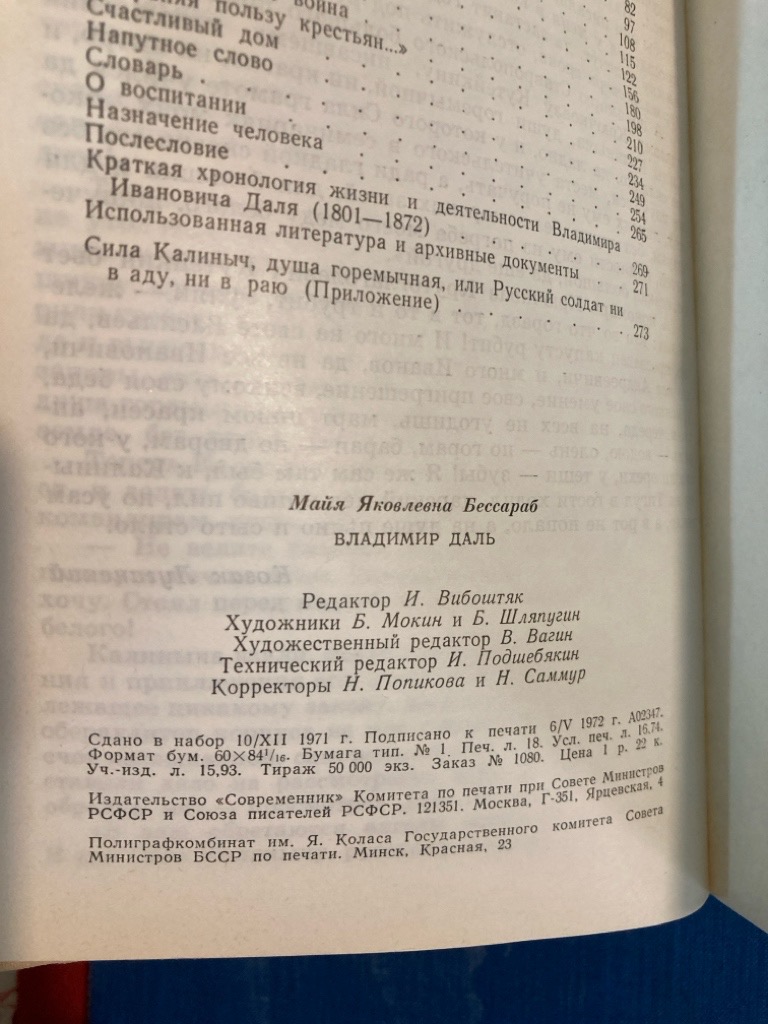 война . . . 82
пользу крестьян...» . . . 97
Счастливый дом . . . 108
Напутное слово . . . 115
Словарь . . . 122
О воспитании . . . 156
Назначение человека . . . 180
Послесловие . . . 198
210
227
234
249
254
Краткая хронология жизни и деятельности Владимира
Ивановича Даля (1801—1872) . . . 265
Использованная литература и архивные документы . . 269
271
Сила Калиныч, душа горемычная, или Русский солдат ни
в аду, ни в раю (Приложение) . . . 273
Майя Яковлевна Бессараб
ВЛАДИМИР ДАЛЬ
Редактор И. Вибоштяк
Художники Б. Мокин и Б. Шляпугин
Художественный редактор В. Вагин
Технический редактор И. Подшебякин
Корректоры Н. Попикова и Н. Саммур
Сдано в набор 10/XII 1971 г. Подписано к печати 6/V 1972 г. А02347.
Формат бум. 60×84¹/₁₆. Бумага тип. № 1. Печ. л. 18. Усл. печ. л. 16,74.
Уч.-изд. л. 15,93. Тираж 50 000 экз. Заказ № 1080. Цена 1 р. 22 к.
Издательство «Современник» Комитета по печати при Совете Министров
РСФСР и Союза писателей РСФСР. 121351. Москва, Г-351, Ярцевская, 4
Полиграфкомбинат им. Я. Коласа Государственного комитета Совета
Министров БССР по печати. Минск, Красная, 23